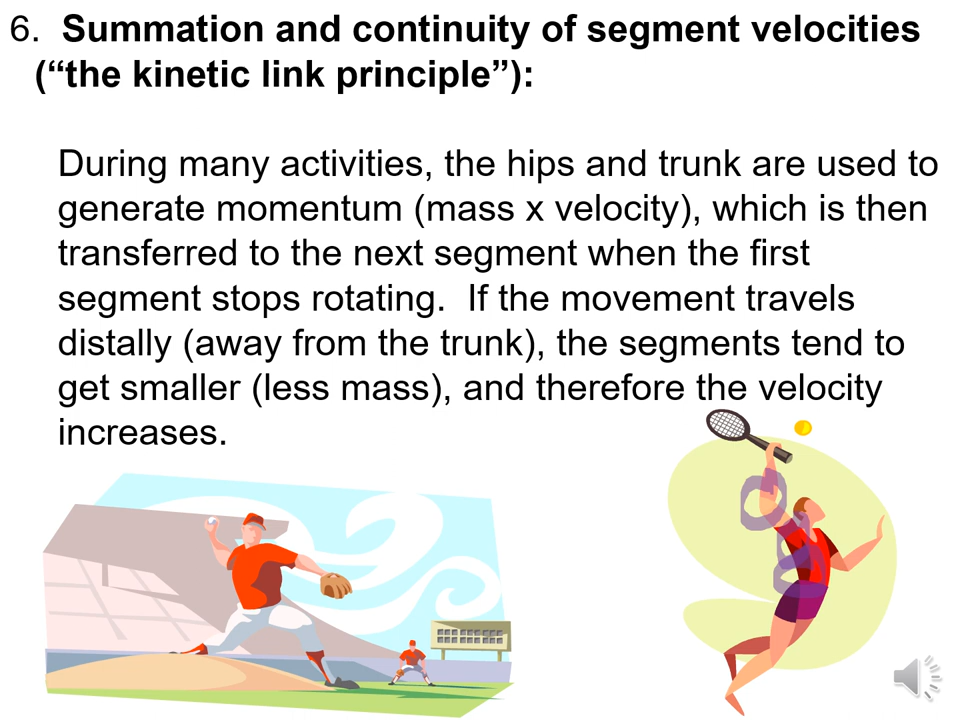 6.  Summation and continuity of segment velocities
(“the kinetic link principle”):
During many activities, the hips and trunk are used to
generate momentum (mass x velocity), which is then
transferred to the next segment when the first
segment stops rotating.  If the movement travels
distally (away from the trunk), the segments tend to
get smaller (less mass), and therefore the velocity
increases.